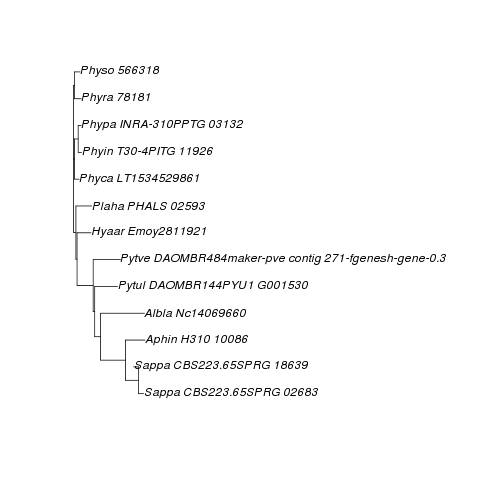 Physo 566318
Phyra 78181
Phypa INRA-310PPTG 03132
Phyin T30-4PITG 11926
Phyca LT1534529861
Plaha PHALS 02593
Hyaar Emoy2811921
Pytve DAOMBR484maker-pve contig 271-fgenesh-gene-0.3
Pytul DAOMBR144PYU1 G001530
Albla Nc14069660
Aphin H310 10086
Sappa CBS223.65SPRG 18639
Sappa CBS223.65SPRG 02683